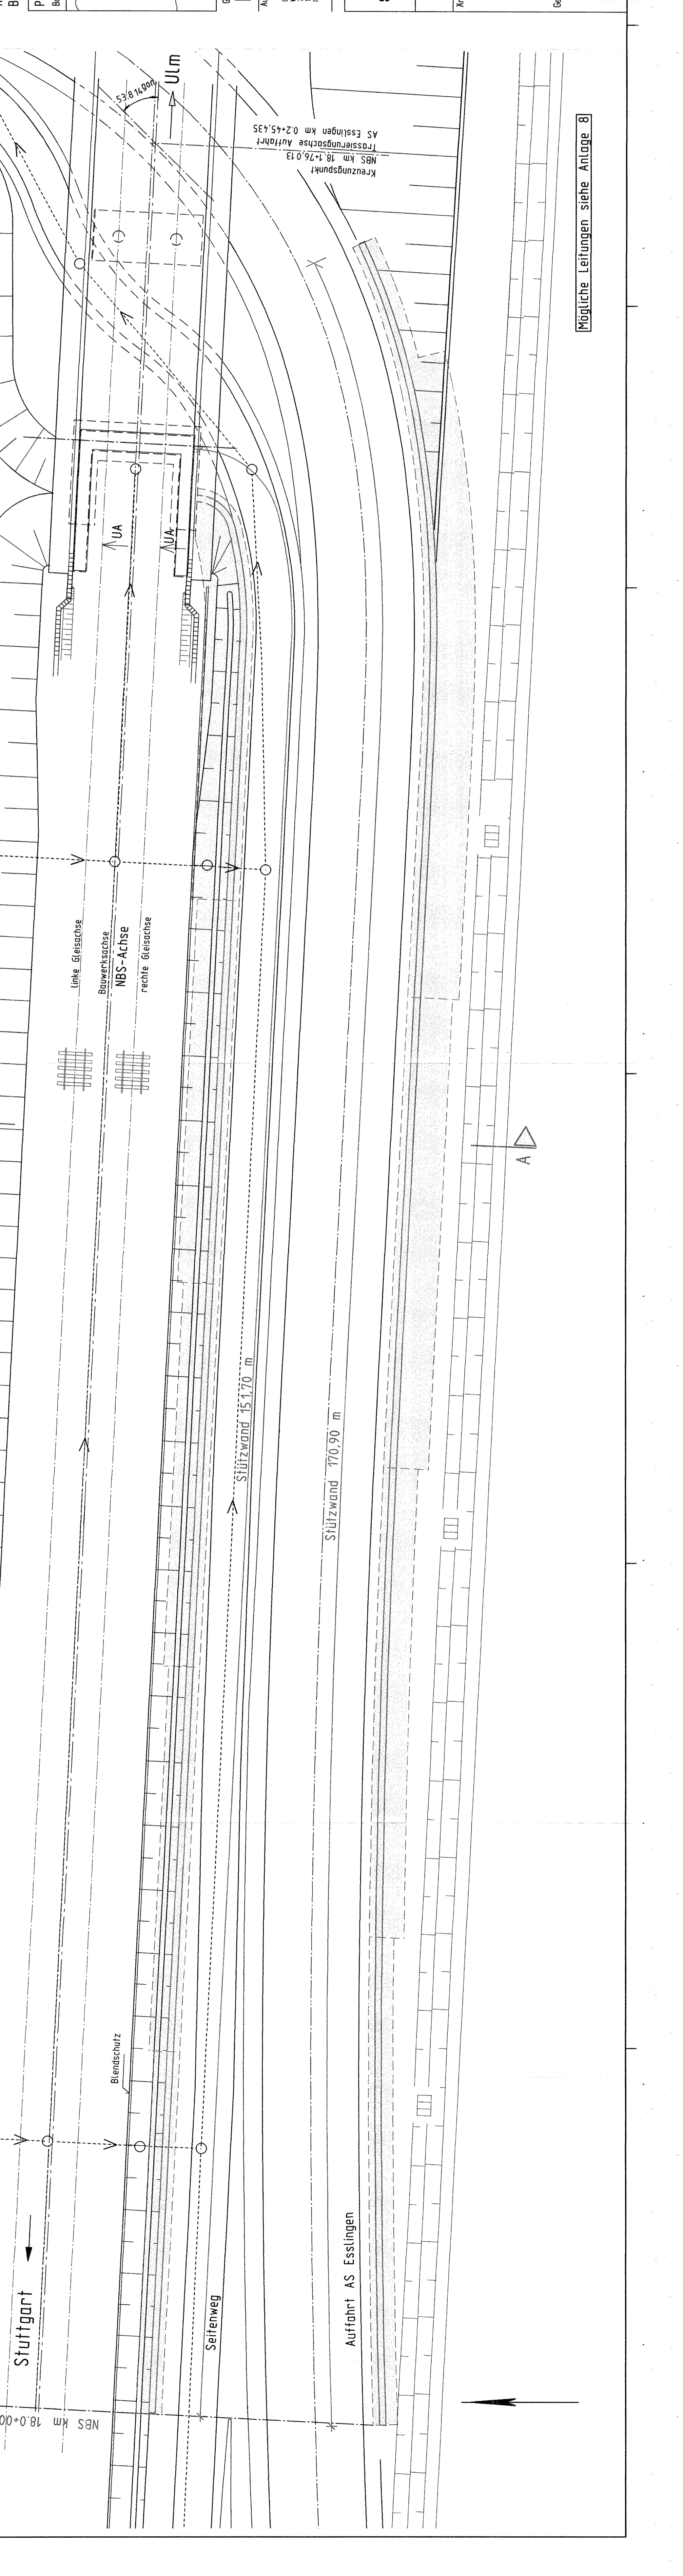 Ulm
53.814gon
Kreuzungspunkt
NBS km 18.1+76,013
Trassierungsachse Auffahrt
AS Esslingen km 0.2+45,435
Mögliche Leitungen siehe Anlage 8
UA
UA
linke Gleisachse
Bauwerksachse
NBS-Achse
rechte Gleisachse
A
Stützwand 151,70 m
Stützwand 170,90 m
Blendschutz
Stuttgart
Seitenweg
Auffahrt AS Esslingen
NBS km 18.0+00